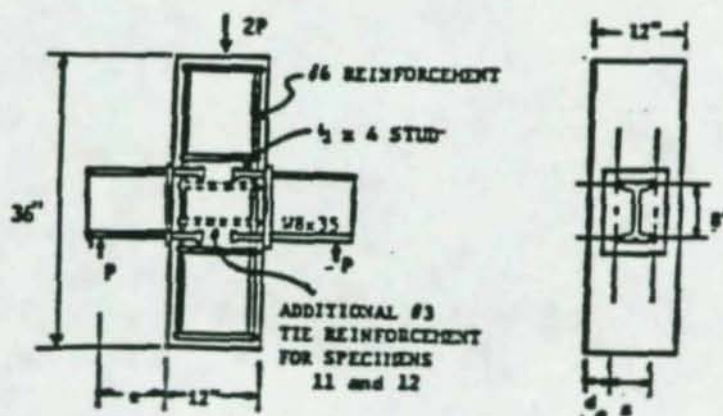 2P
12"
#6 REINFORCEMENT
½ x 4 STUD
36"
W8x35
P
P
ADDITIONAL #3
TIE REINFORCEMENT
FOR SPECIMENS
11 and 12
12"
d